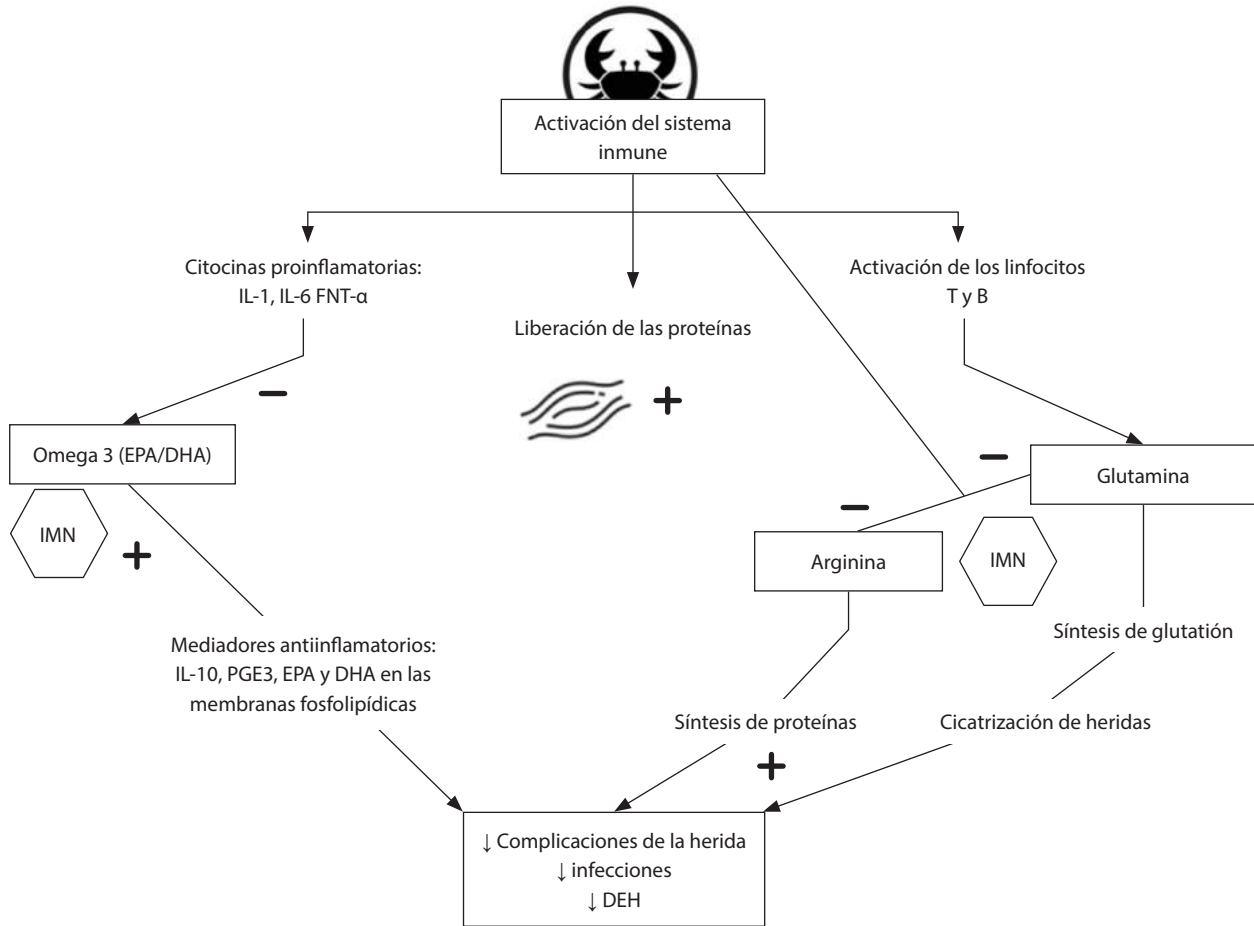 Activación del sistema
inmune
Citocinas proinflamatorias:
IL-1, IL-6 FNT-α
Liberación de las proteínas
Activación de los linfocitos
T y B
Omega 3 (EPA/DHA)
IMN
Glutamina
Arginina
IMN
Mediadores antiinflamatorios:
IL-10, PGE3, EPA y DHA en las
membranas fosfolipídicas
Síntesis de glutatión
Síntesis de proteínas
Cicatrización de heridas
↓ Complicaciones de la herida
↓ infecciones
↓ DEH